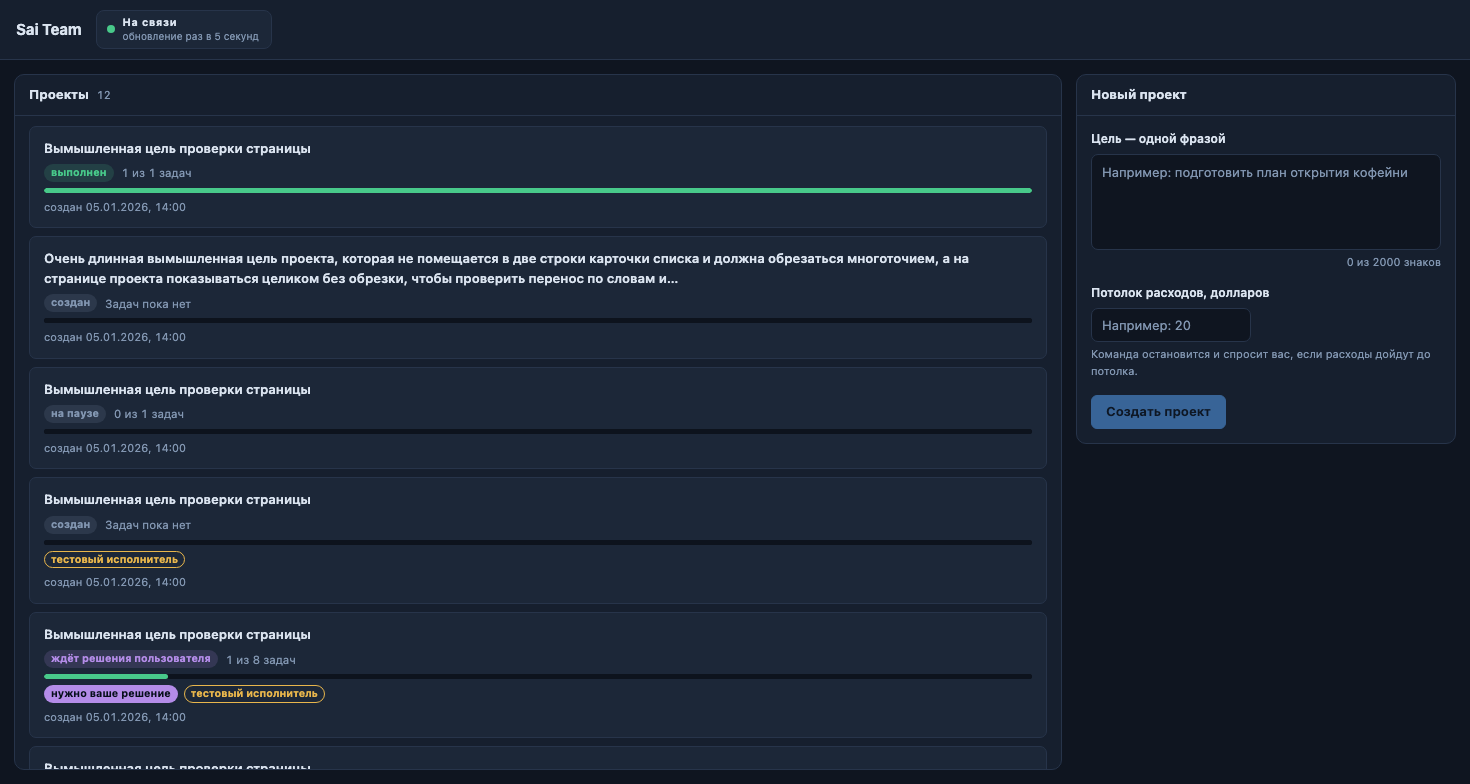 Sai Team
На связи
обновление раз в 5 секунд
Проекты 12
Вымышленная цель проверки страницы
выполнен 1 из 1 задач
создан 05.01.2026, 14:00
Очень длинная вымышленная цель проекта, которая не помещается в две строки карточки списка и должна обрезаться многоточием, а на
странице проекта показываться целиком без обрезки, чтобы проверить перенос по словам и...
создан Задач пока нет
создан 05.01.2026, 14:00
Вымышленная цель проверки страницы
на паузе 0 из 1 задач
создан 05.01.2026, 14:00
Вымышленная цель проверки страницы
создан Задач пока нет
тестовый исполнитель
создан 05.01.2026, 14:00
Вымышленная цель проверки страницы
ждёт решения пользователя 1 из 8 задач
нужно ваше решение тестовый исполнитель
создан 05.01.2026, 14:00
Вымышленная цель проверки страницы
Новый проект
Цель — одной фразой
Например: подготовить план открытия кофейни
0 из 2000 знаков
Потолок расходов, долларов
Например: 20
Команда остановится и спросит вас, если расходы дойдут до
потолка.
Создать проект